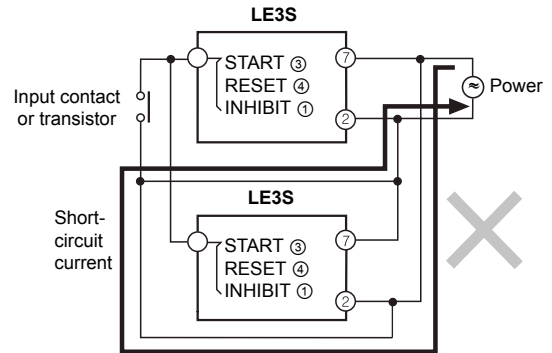 LE3S
START ③
RESET ④
INHIBIT ①
⑦
②
Power
Input contact
or transistor
LE3S
START ③
RESET ④
INHIBIT ①
⑦
②
Short-
circuit
current